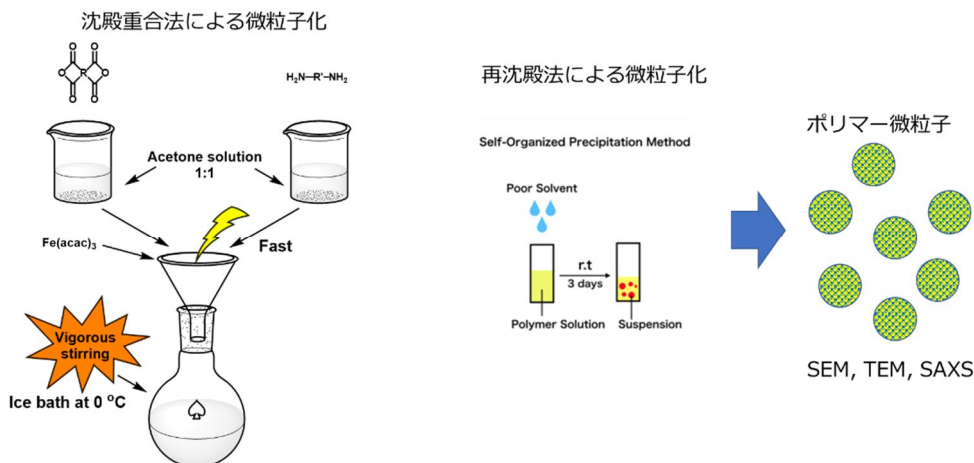 沈殿重合法による微粒子化
O O
O R O
O O
H₂N—R'—NH₂
Acetone solution
1:1
Fe(acac)₃
Fast
Vigorous
stirring
Ice bath at 0 °C
再沈殿法による微粒子化
Self-Organized Precipitation Method
Poor Solvent
r.t
3 days
Polymer Solution
Suspension
ポリマー微粒子
SEM, TEM, SAXS